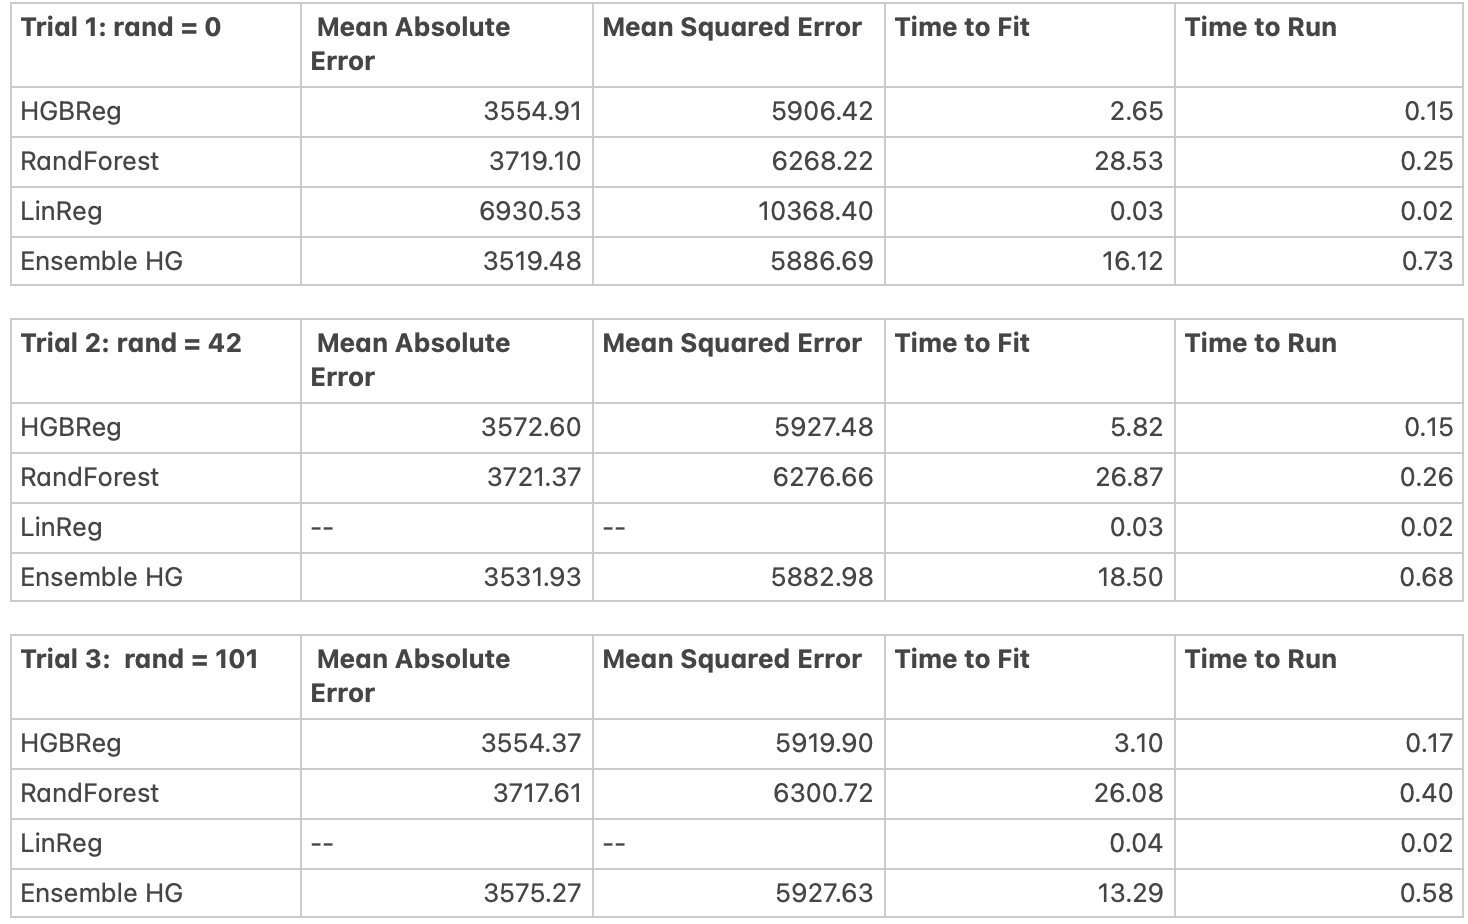 Trial 1: rand = 0 Mean Absolute Error Mean Squared Error Time to Fit Time to Run
HGBReg 3554.91 5906.42 2.65 0.15
RandForest 3719.10 6268.22 28.53 0.25
LinReg 6930.53 10368.40 0.03 0.02
Ensemble HG 3519.48 5886.69 16.12 0.73
Trial 2: rand = 42 Mean Absolute Error Mean Squared Error Time to Fit Time to Run
HGBReg 3572.60 5927.48 5.82 0.15
RandForest 3721.37 6276.66 26.87 0.26
LinReg -- -- 0.03 0.02
Ensemble HG 3531.93 5882.98 18.50 0.68
Trial 3:  rand = 101 Mean Absolute Error Mean Squared Error Time to Fit Time to Run
HGBReg 3554.37 5919.90 3.10 0.17
RandForest 3717.61 6300.72 26.08 0.40
LinReg -- -- 0.04 0.02
Ensemble HG 3575.27 5927.63 13.29 0.58